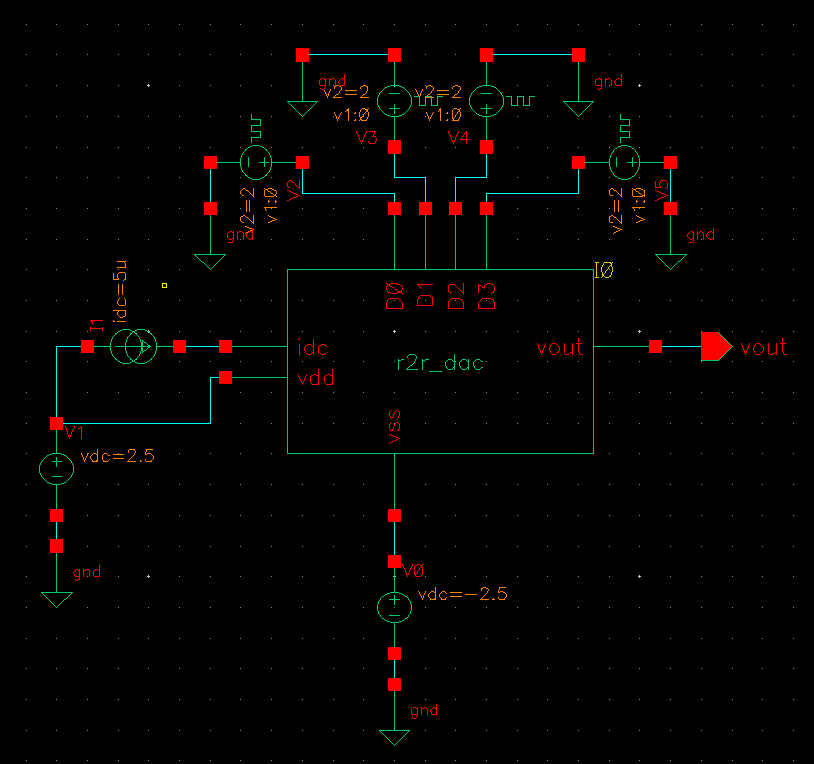 gnd
v2=2
v1:0
V3
v2=2
v1:0
V4
gnd
v2=2
v1:0
V2
gnd
v2=2
v1:0
V5
gnd
I0
D0
D1
D2
D3
idc=5u
I1
idc
vdd
r2r_dac
vout
vout
vss
V1
vdc=2.5
gnd
V0
vdc=-2.5
gnd